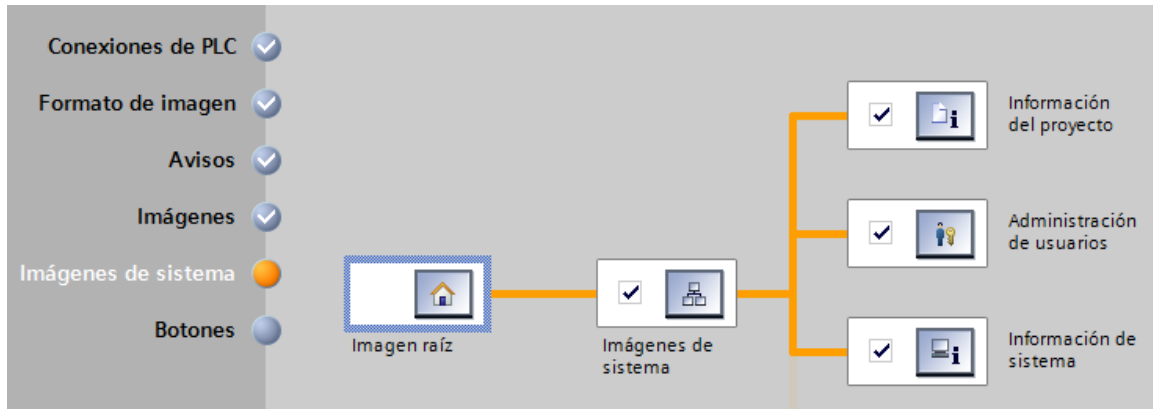 Conexiones de PLC
Formato de imagen
Avisos
Imágenes
Imágenes de sistema
Botones
Imagen raíz
Imágenes de
sistema
Información
del proyecto
Administración
de usuarios
Información de
sistema